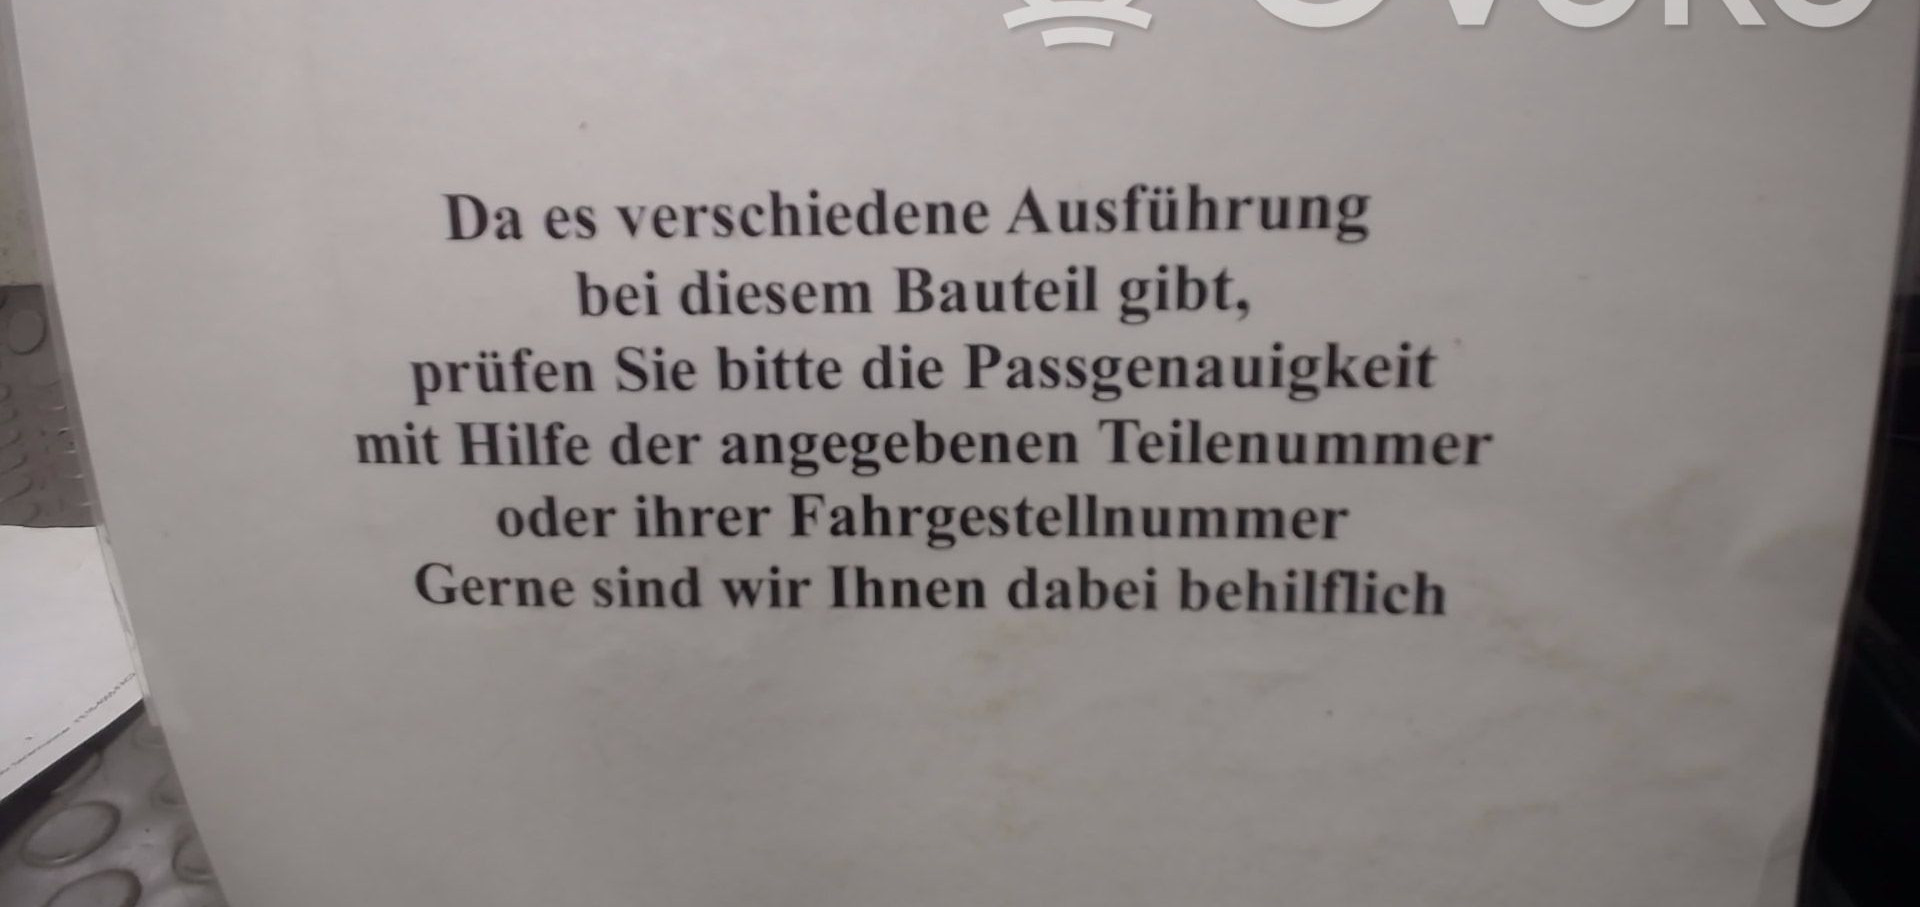 Da es verschiedene Ausführung
bei diesem Bauteil gibt,
prüfen Sie bitte die Passgenauigkeit
mit Hilfe der angegebenen Teilenummer
oder ihrer Fahrgestellnummer
Gerne sind wir Ihnen dabei behilflich